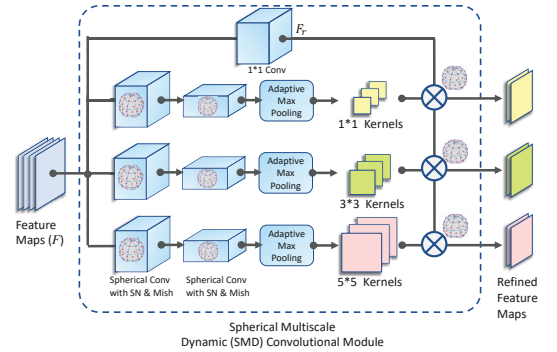 F_r
1*1 Conv
Adaptive
Max
Pooling
1*1 Kernels
Adaptive
Max
Pooling
3*3 Kernels
Feature
Maps (F)
Adaptive
Max
Pooling
5*5 Kernels
Spherical Conv
with SN & Mish
Spherical Conv
with SN & Mish
Refined
Feature
Maps
Spherical Multiscale
Dynamic (SMD) Convolutional Module